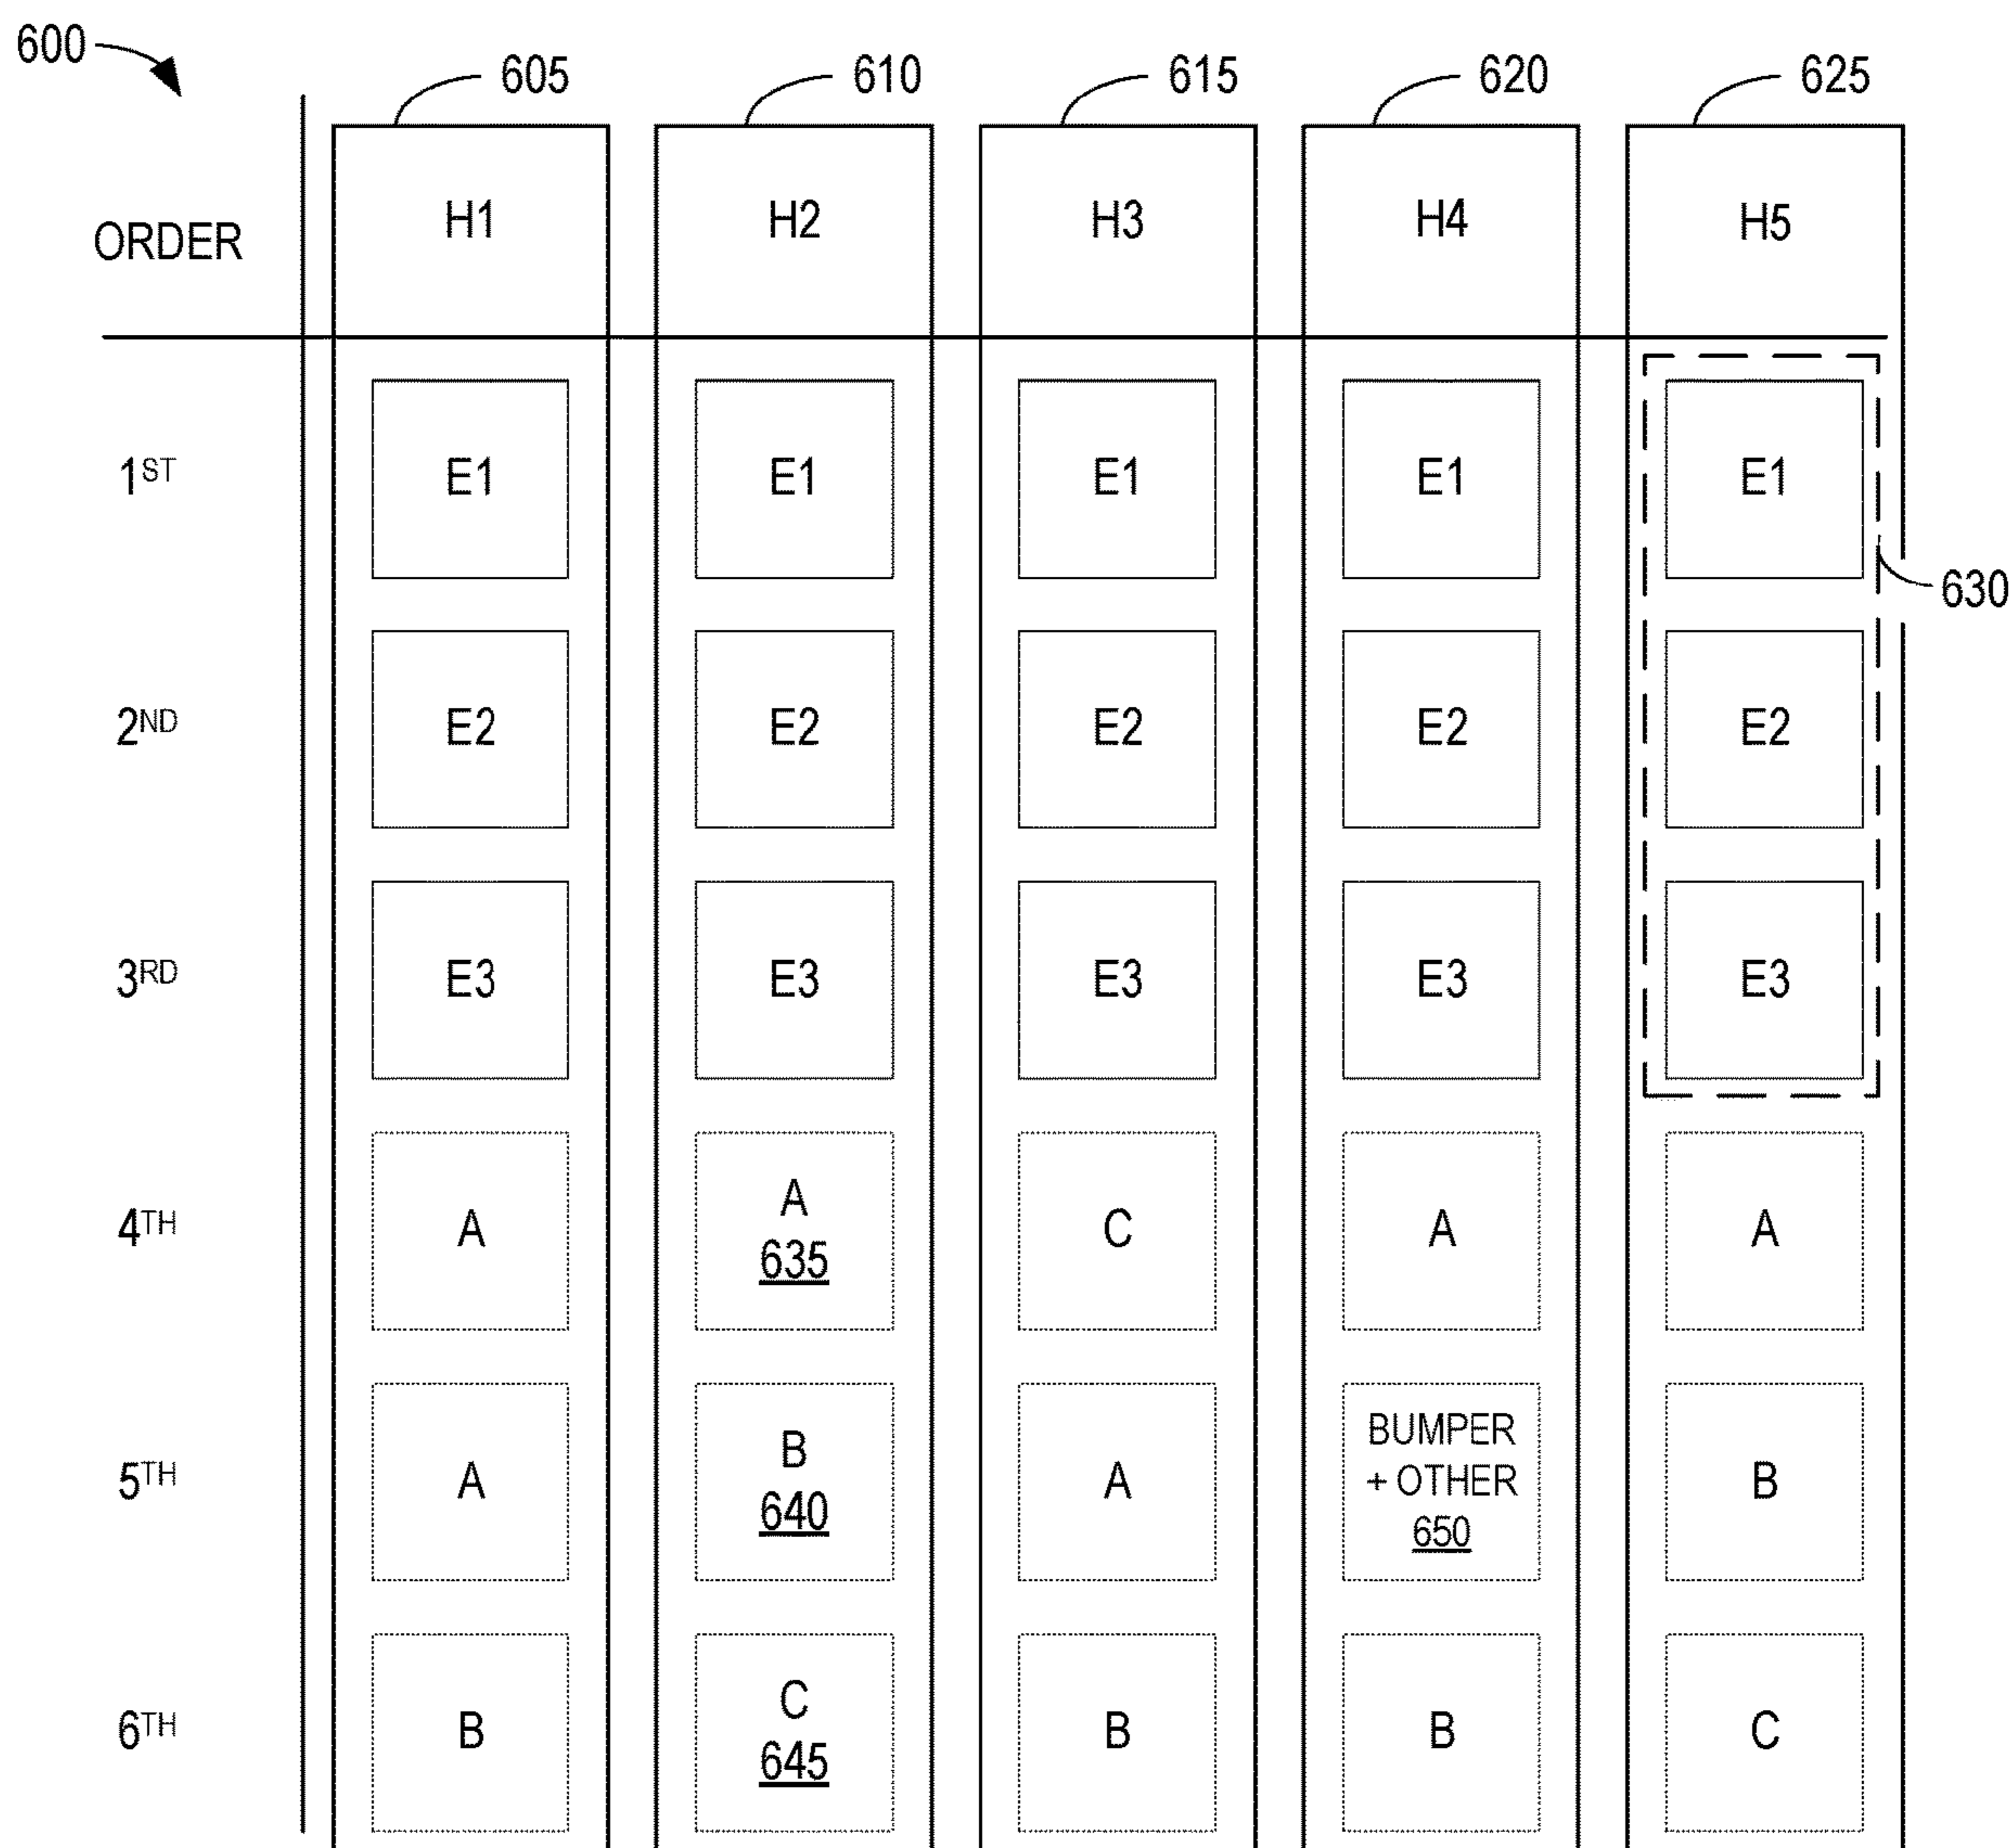 600
605 610 615 620 625
ORDER H1 H2 H3 H4 H5
1ST E1 E1 E1 E1 E1
630
2ND E2 E2 E2 E2 E2
3RD E3 E3 E3 E3 E3
4TH A A 635 C A A
5TH A B 640 A BUMPER + OTHER 650 B
6TH B C 645 B B C